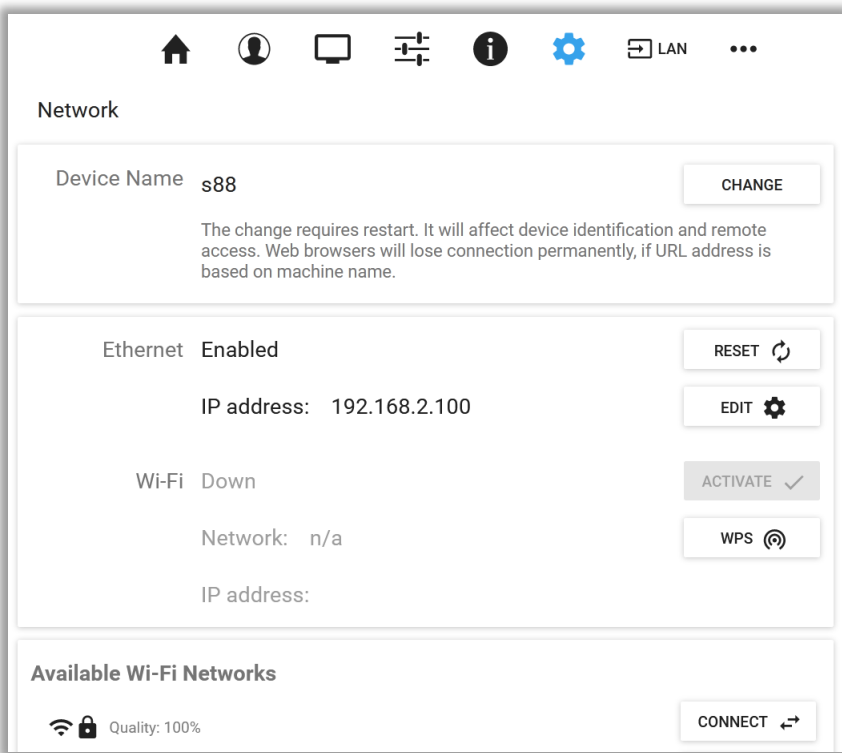 LAN
Network
Device Name s88 CHANGE
The change requires restart. It will affect device identification and remote
access. Web browsers will lose connection permanently, if URL address is
based on machine name.
Ethernet Enabled RESET
IP address: 192.168.2.100 EDIT
Wi-Fi Down ACTIVATE
Network: n/a WPS
IP address:
Available Wi-Fi Networks
Quality: 100% CONNECT